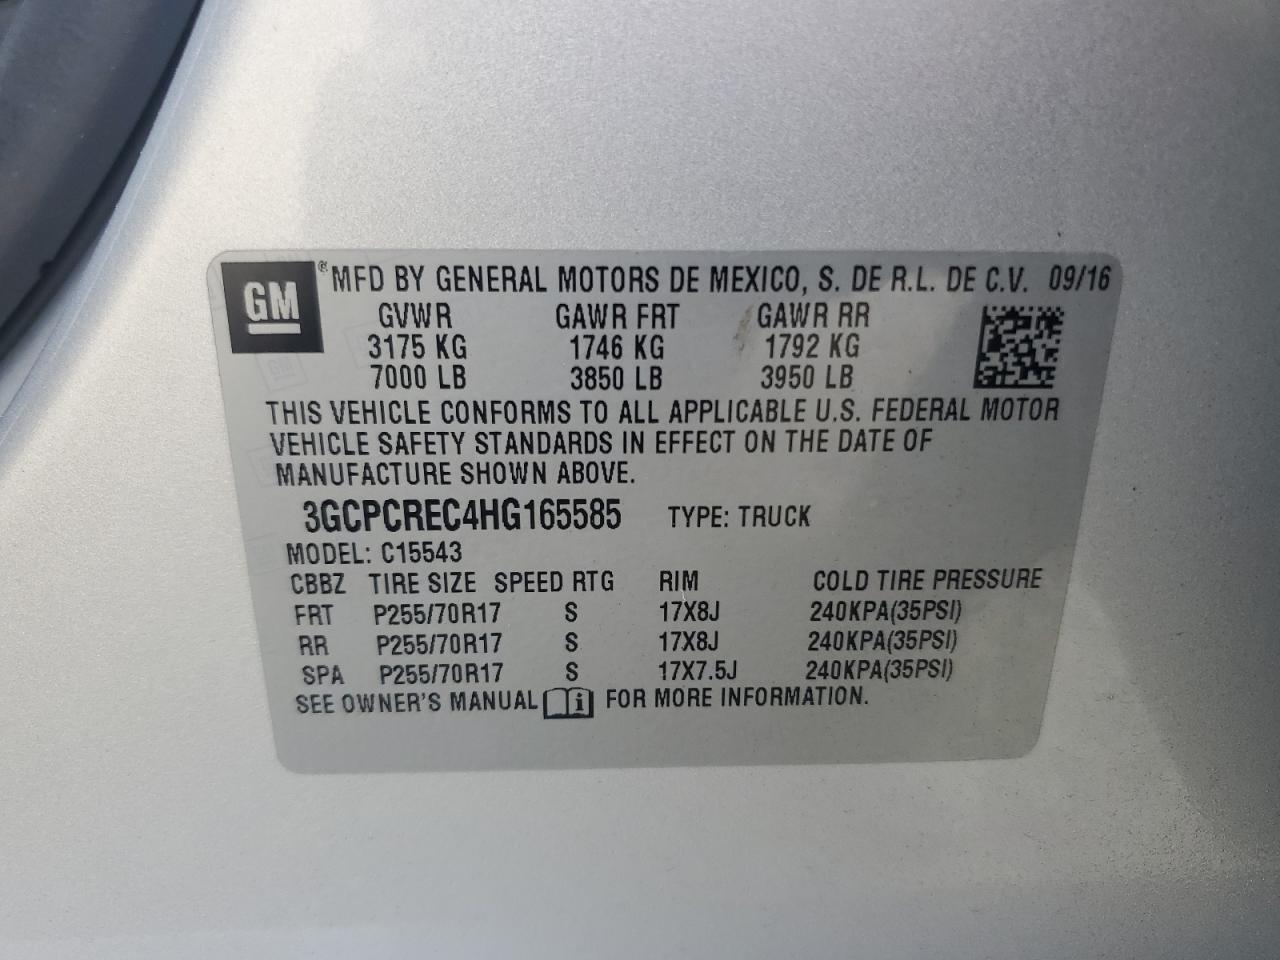 GM ® MFD BY GENERAL MOTORS DE MEXICO, S. DE R.L. DE C.V. 09/16
GVWR GAWR FRT GAWR RR
3175 KG 1746 KG 1792 KG
7000 LB 3850 LB 3950 LB
THIS VEHICLE CONFORMS TO ALL APPLICABLE U.S. FEDERAL MOTOR
VEHICLE SAFETY STANDARDS IN EFFECT ON THE DATE OF
MANUFACTURE SHOWN ABOVE.
3GCPCREC4HG165585 TYPE: TRUCK
MODEL: C15543
CBBZ TIRE SIZE SPEED RTG RIM COLD TIRE PRESSURE
FRT P255/70R17 S 17X8J 240KPA(35PSI)
RR P255/70R17 S 17X8J 240KPA(35PSI)
SPA P255/70R17 S 17X7.5J 240KPA(35PSI)
SEE OWNER'S MANUAL i FOR MORE INFORMATION.